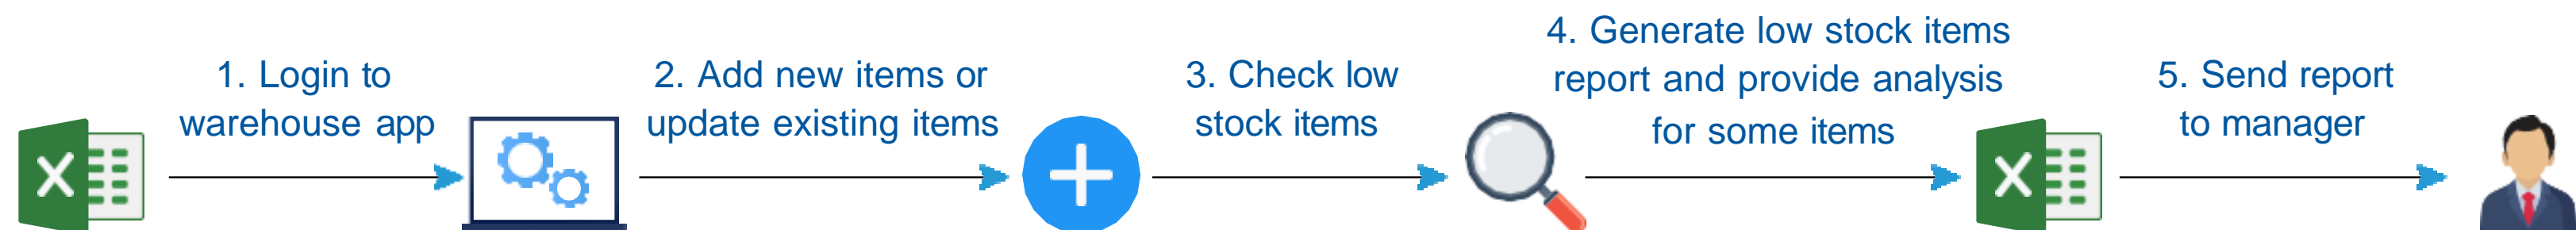 1. Login to
warehouse app
2. Add new items or
update existing items
3. Check low
stock items
4. Generate low stock items
report and provide analysis
for some items
5. Send report
to manager
X
X